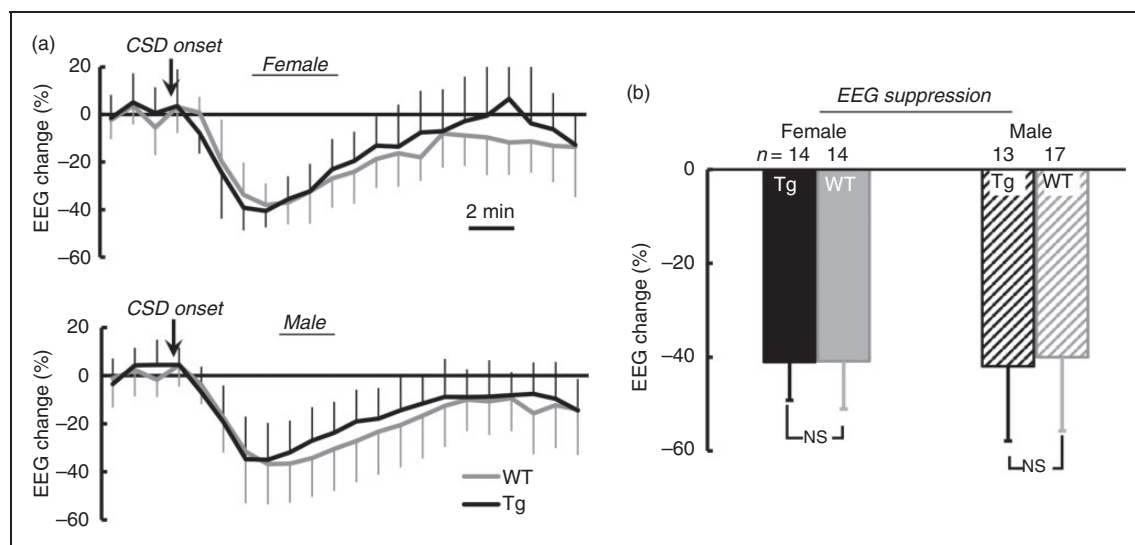 (a)
CSD onset
Female
20
0
–20
–40
–60
EEG change (%)
2 min
CSD onset
Male
20
0
–20
–40
–60
EEG change (%)
WT
Tg
(b)
EEG suppression
Female
Male
n = 14
14
13
17
0
–20
–40
–60
EEG change (%)
Tg
WT
Tg
WT
NS
NS